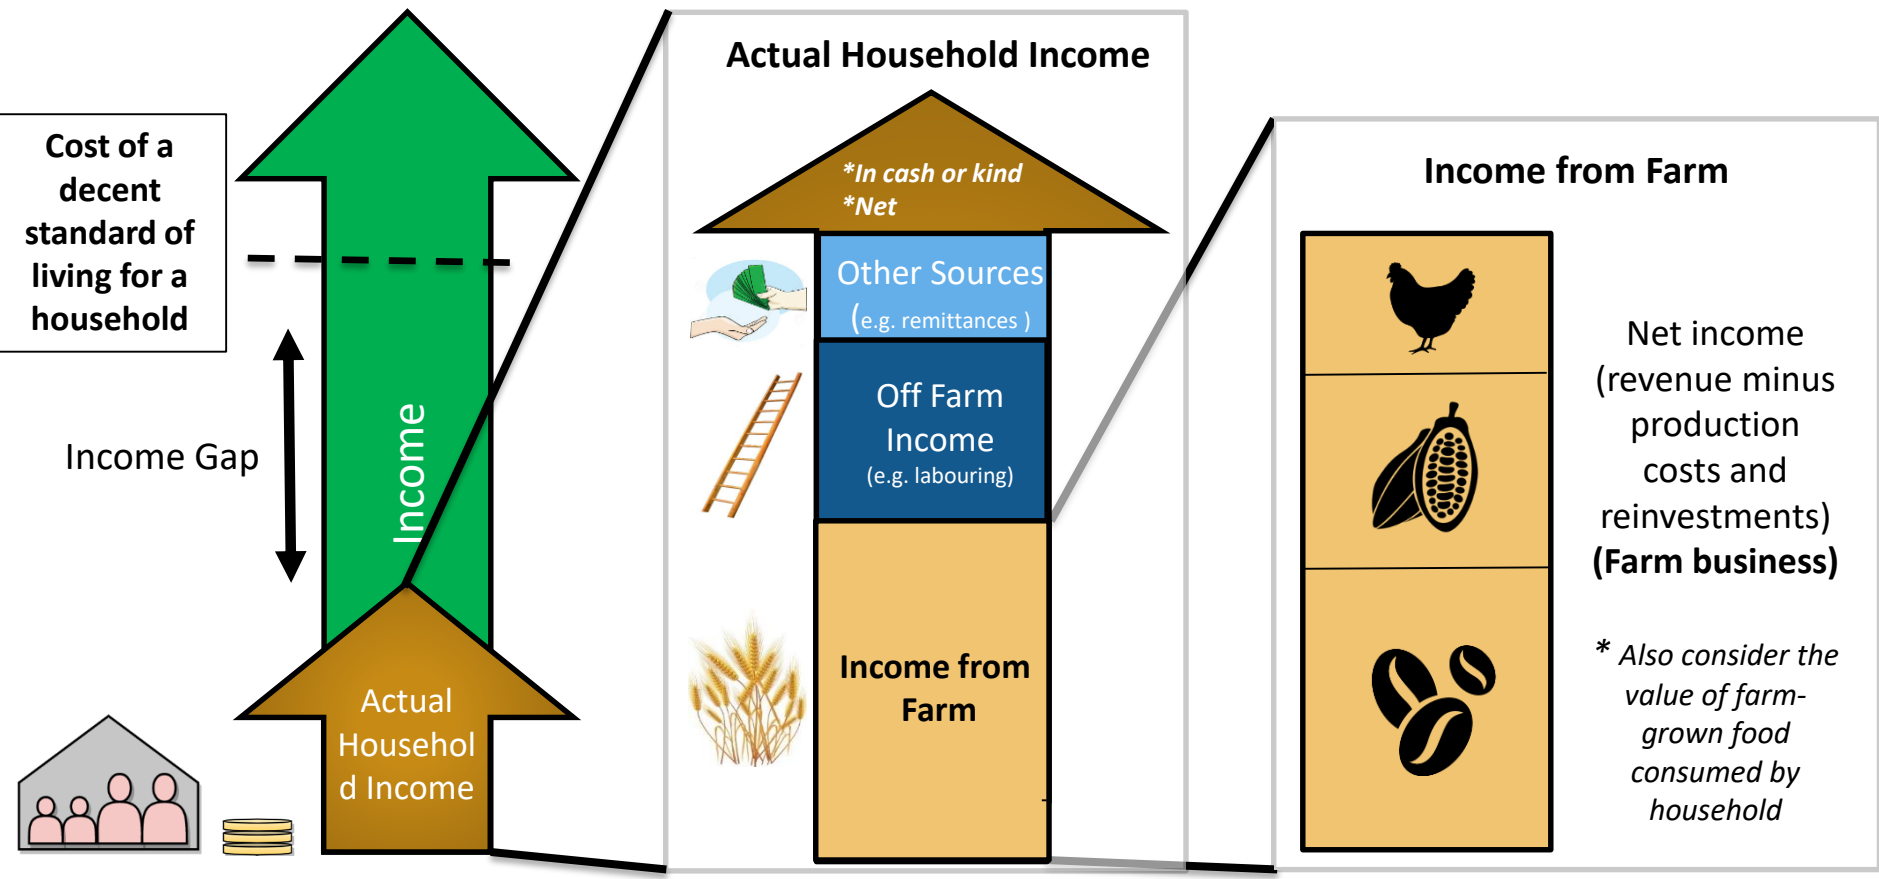 Cost of a
decent
standard of
living for a
household
Income Gap
Income
Actual
Househol
d Income
Actual Household Income
*In cash or kind
*Net
Other Sources
(e.g. remittances )
Off Farm
Income
(e.g. labouring)
Income from
Farm
Income from Farm
Net income
(revenue minus
production
costs and
reinvestments)
(Farm business)
* Also consider the
value of farm-
grown food
consumed by
household